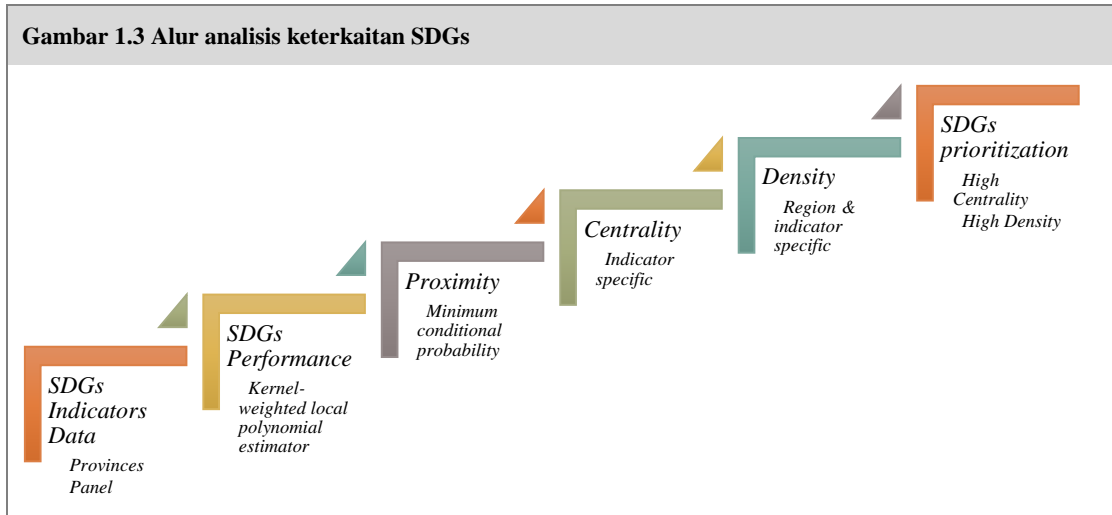 Gambar 1.3 Alur analisis keterkaitan SDGs
SDGs
Indicators
Data
Provinces
Panel
SDGs
Performance
Kernel-
weighted local
polynomial
estimator
Proximity
Minimum
conditional
probability
Centrality
Indicator
specific
Density
Region &
indicator
specific
SDGs
prioritization
High
Centrality
High Density